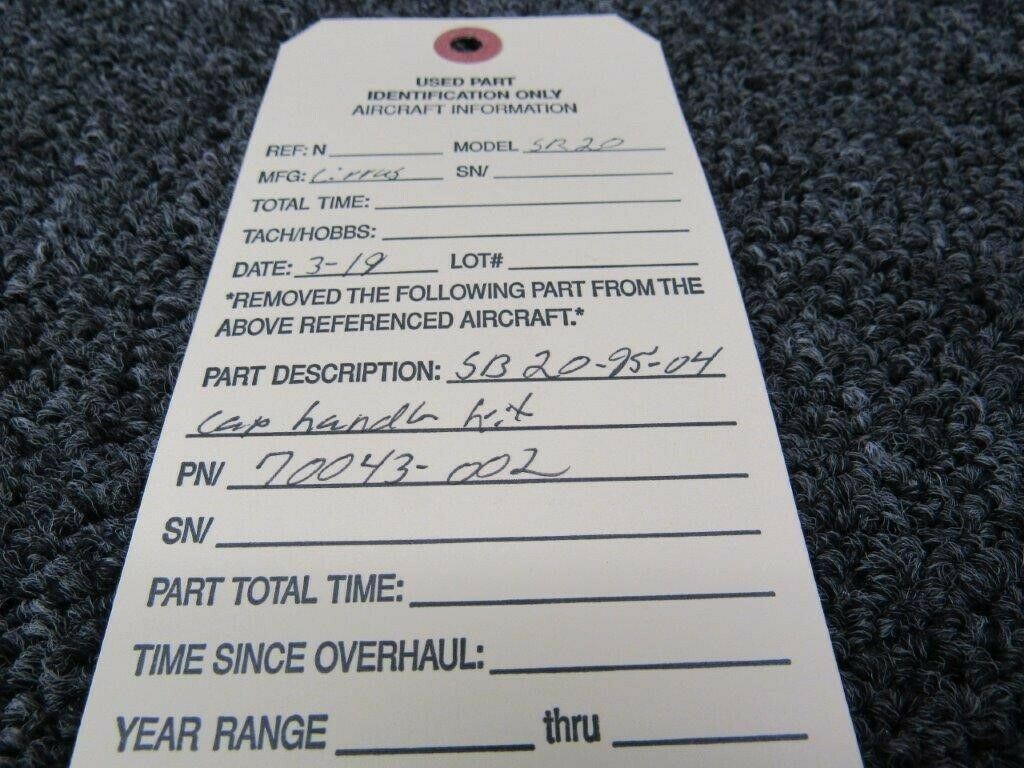 USED PART
IDENTIFICATION ONLY
AIRCRAFT INFORMATION
REF: N MODEL SR20
MFG: Cirrus SN/
TOTAL TIME:
TACH/HOBBS:
DATE: 3-19 LOT#
*REMOVED THE FOLLOWING PART FROM THE
ABOVE REFERENCED AIRCRAFT.*
PART DESCRIPTION: SB 20-95-04
cap handle kit
PN/ 70043-002
SN/
PART TOTAL TIME:
TIME SINCE OVERHAUL:
YEAR RANGE thru